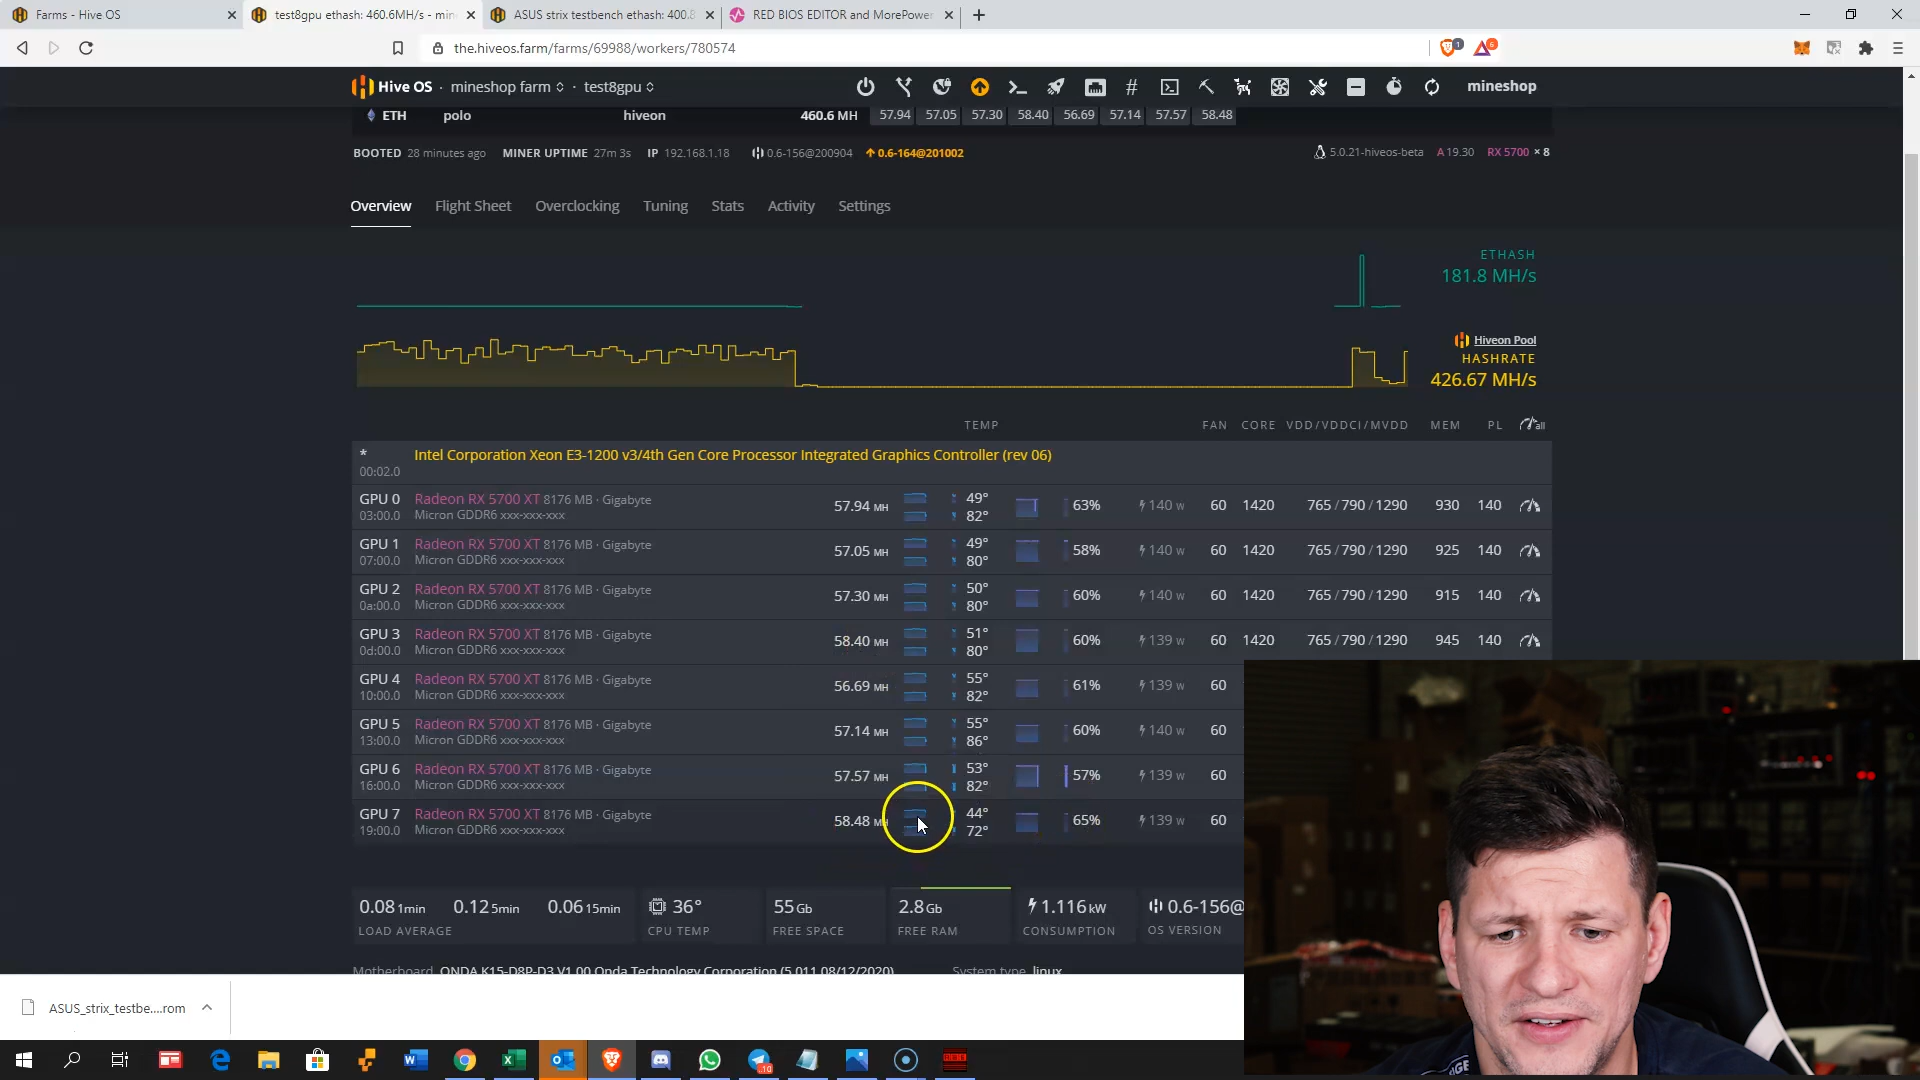 Farms - Hive OS
test8gpu ethash: 460.6MH/s - min
ASUS strix testbench ethash: 400.8
RED BIOS EDITOR and MorePower
the.hiveos.farm/farms/69988/workers/780574
1
6
Hive OS · mineshop farm · test8gpu
mineshop
ETH polo hiveon 460.6 MH 57.94 57.05 57.30 58.40 56.69 57.14 57.57 58.48
BOOTED 28 minutes ago MINER UPTIME 27m 3s IP 192.168.1.18 0.6-156@200904 0.6-164@201002 5.0.21-hiveos-beta A 19.30 RX 5700 × 8
Overview Flight Sheet Overclocking Tuning Stats Activity Settings
ETHASH
181.8 MH/s
Hiveon Pool
HASHRATE
426.67 MH/s
TEMP FAN CORE VDD/VDDCI/MVDD MEM PL all
* Intel Corporation Xeon E3-1200 v3/4th Gen Core Processor Integrated Graphics Controller (rev 06)
00:02.0
GPU 0 Radeon RX 5700 XT 8176 MB · Gigabyte 57.94 MH 49° 63% 140 w 60 1420 765/790/1290 930 140
03:00.0 Micron GDDR6 xxx-xxx-xxx 82°
GPU 1 Radeon RX 5700 XT 8176 MB · Gigabyte 57.05 MH 49° 58% 140 w 60 1420 765/790/1290 925 140
07:00.0 Micron GDDR6 xxx-xxx-xxx 80°
GPU 2 Radeon RX 5700 XT 8176 MB · Gigabyte 57.30 MH 50° 60% 140 w 60 1420 765/790/1290 915 140
0a:00.0 Micron GDDR6 xxx-xxx-xxx 80°
GPU 3 Radeon RX 5700 XT 8176 MB · Gigabyte 58.40 MH 51° 60% 139 w 60 1420 765/790/1290 945 140
0d:00.0 Micron GDDR6 xxx-xxx-xxx 80°
GPU 4 Radeon RX 5700 XT 8176 MB · Gigabyte 56.69 MH 55° 61% 139 w 60
10:00.0 Micron GDDR6 xxx-xxx-xxx 82°
GPU 5 Radeon RX 5700 XT 8176 MB · Gigabyte 57.14 MH 55° 60% 140 w 60
13:00.0 Micron GDDR6 xxx-xxx-xxx 86°
GPU 6 Radeon RX 5700 XT 8176 MB · Gigabyte 57.57 MH 53° 57% 139 w 60
16:00.0 Micron GDDR6 xxx-xxx-xxx 82°
GPU 7 Radeon RX 5700 XT 8176 MB · Gigabyte 58.48 MH 44° 65% 139 w 60
19:00.0 Micron GDDR6 xxx-xxx-xxx 72°
0.08 1min 0.12 5min 0.06 15min 36° 55 Gb 2.8 Gb 1.116 kW 0.6-156@
LOAD AVERAGE CPU TEMP FREE SPACE FREE RAM CONSUMPTION OS VERSION
Motherboard ONDA K15-D8P-D3 V1.00 Onda Technology Corporation (5.011 08/12/2020) System type linux
ASUS_strix_testbe....rom